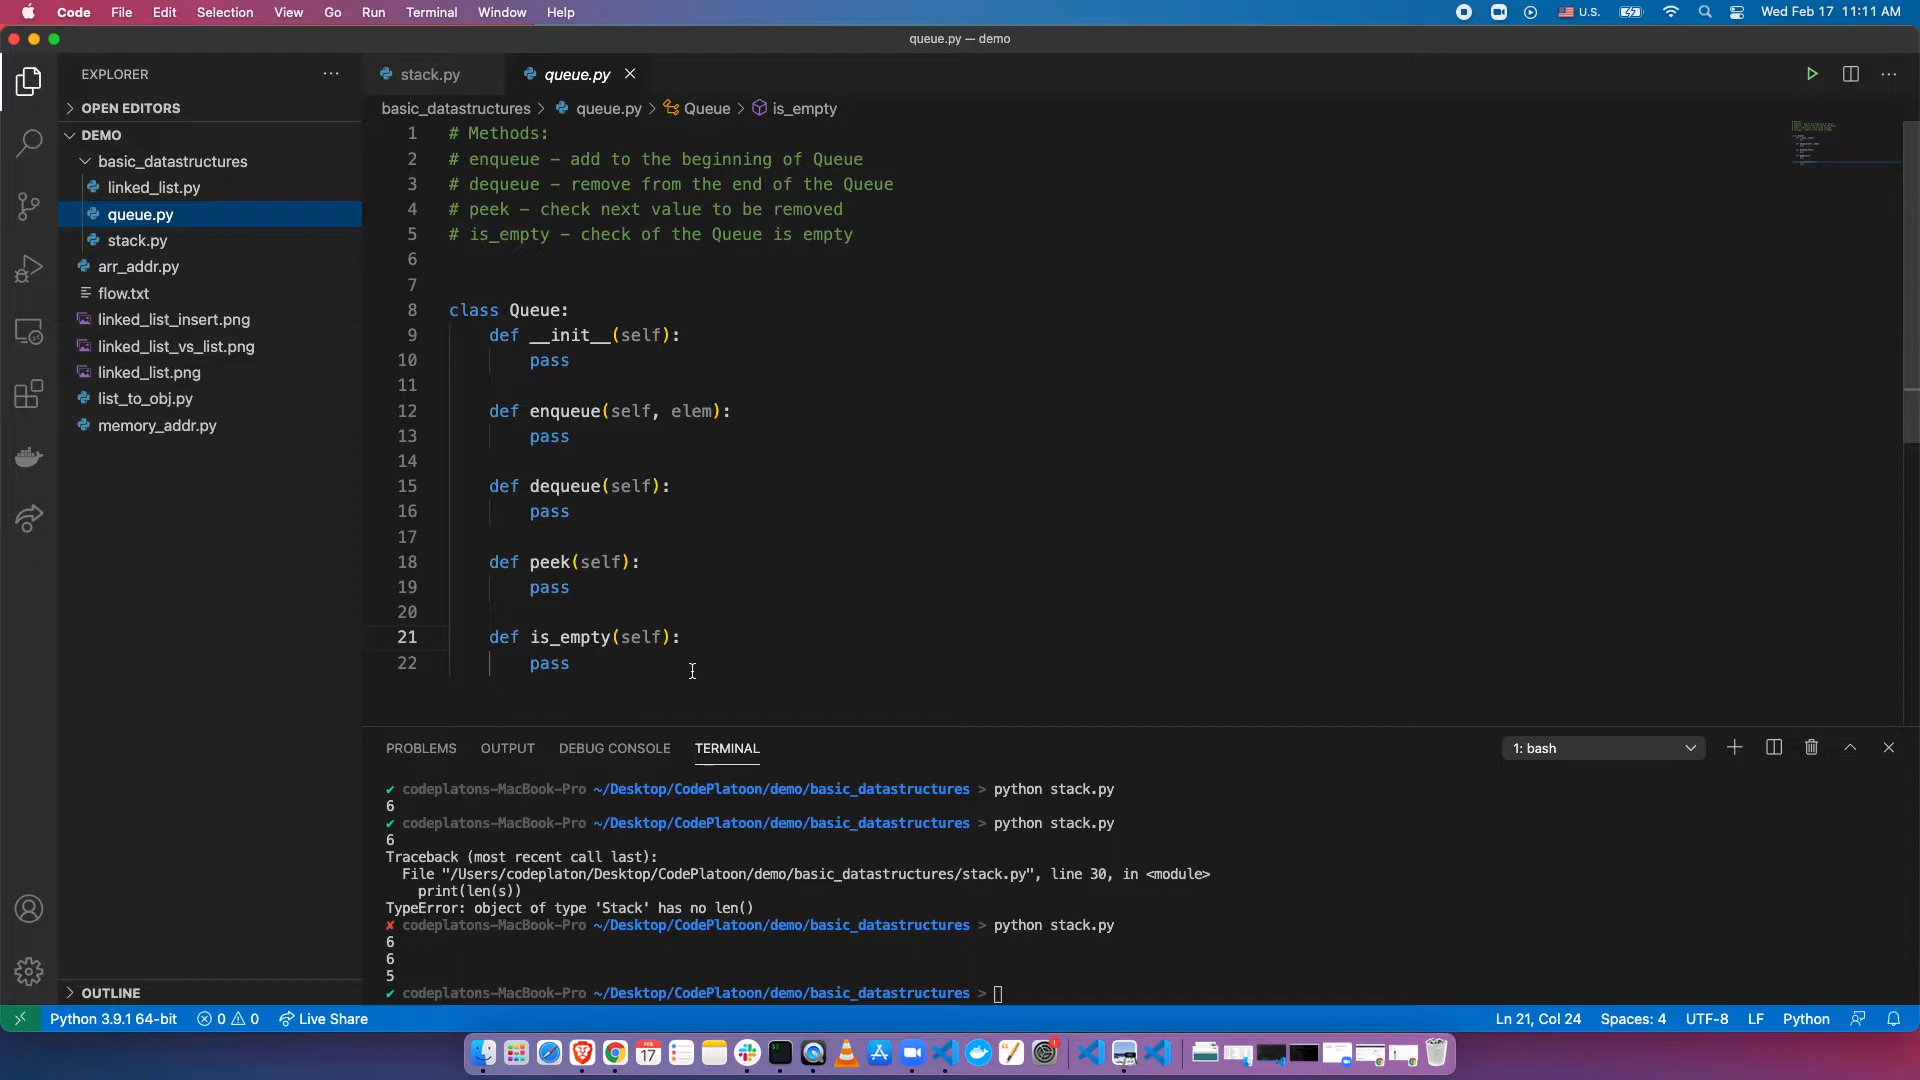 Code File Edit Selection View Go Run Terminal Window Help U.S. Wed Feb 17 11:11 AM
queue.py — demo
EXPLORER
OPEN EDITORS
DEMO
basic_datastructures
linked_list.py
queue.py
stack.py
arr_addr.py
flow.txt
linked_list_insert.png
linked_list_vs_list.png
linked_list.png
list_to_obj.py
memory_addr.py
OUTLINE
stack.py queue.py
basic_datastructures > queue.py > Queue > is_empty
1 # Methods:
2 # enqueue – add to the beginning of Queue
3 # dequeue – remove from the end of the Queue
4 # peek – check next value to be removed
5 # is_empty – check of the Queue is empty
6
7
8 class Queue:
9 def __init__(self):
10 pass
11
12 def enqueue(self, elem):
13 pass
14
15 def dequeue(self):
16 pass
17
18 def peek(self):
19 pass
20
21 def is_empty(self):
22 pass
PROBLEMS OUTPUT DEBUG CONSOLE TERMINAL 1: bash
✔ codeplatons-MacBook-Pro ~/Desktop/CodePlatoon/demo/basic_datastructures > python stack.py
6
✔ codeplatons-MacBook-Pro ~/Desktop/CodePlatoon/demo/basic_datastructures > python stack.py
6
Traceback (most recent call last):
File "/Users/codeplaton/Desktop/CodePlatoon/demo/basic_datastructures/stack.py", line 30, in <module>
print(len(s))
TypeError: object of type 'Stack' has no len()
✘ codeplatons-MacBook-Pro ~/Desktop/CodePlatoon/demo/basic_datastructures > python stack.py
6
6
5
✔ codeplatons-MacBook-Pro ~/Desktop/CodePlatoon/demo/basic_datastructures >
Python 3.9.1 64-bit 0 0 Live Share Ln 21, Col 24 Spaces: 4 UTF-8 LF Python
FEB
17
1